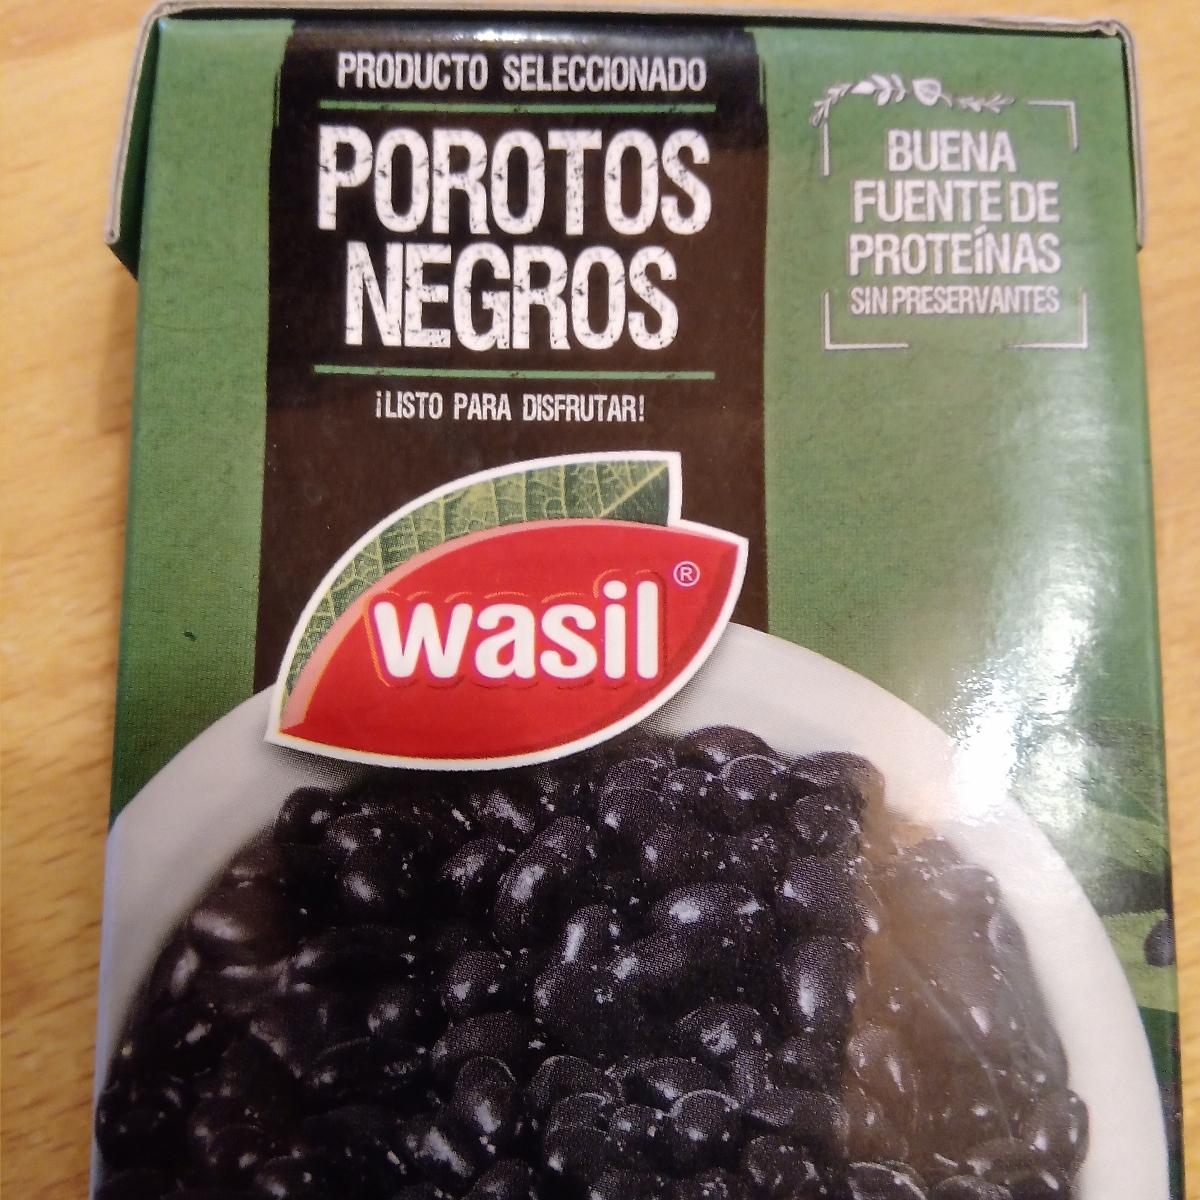 PRODUCTO SELECCIONADO
POROTOS
NEGROS
¡LISTO PARA DISFRUTAR!
BUENA
FUENTE DE
PROTEÍNAS
SIN PRESERVANTES
wasil®